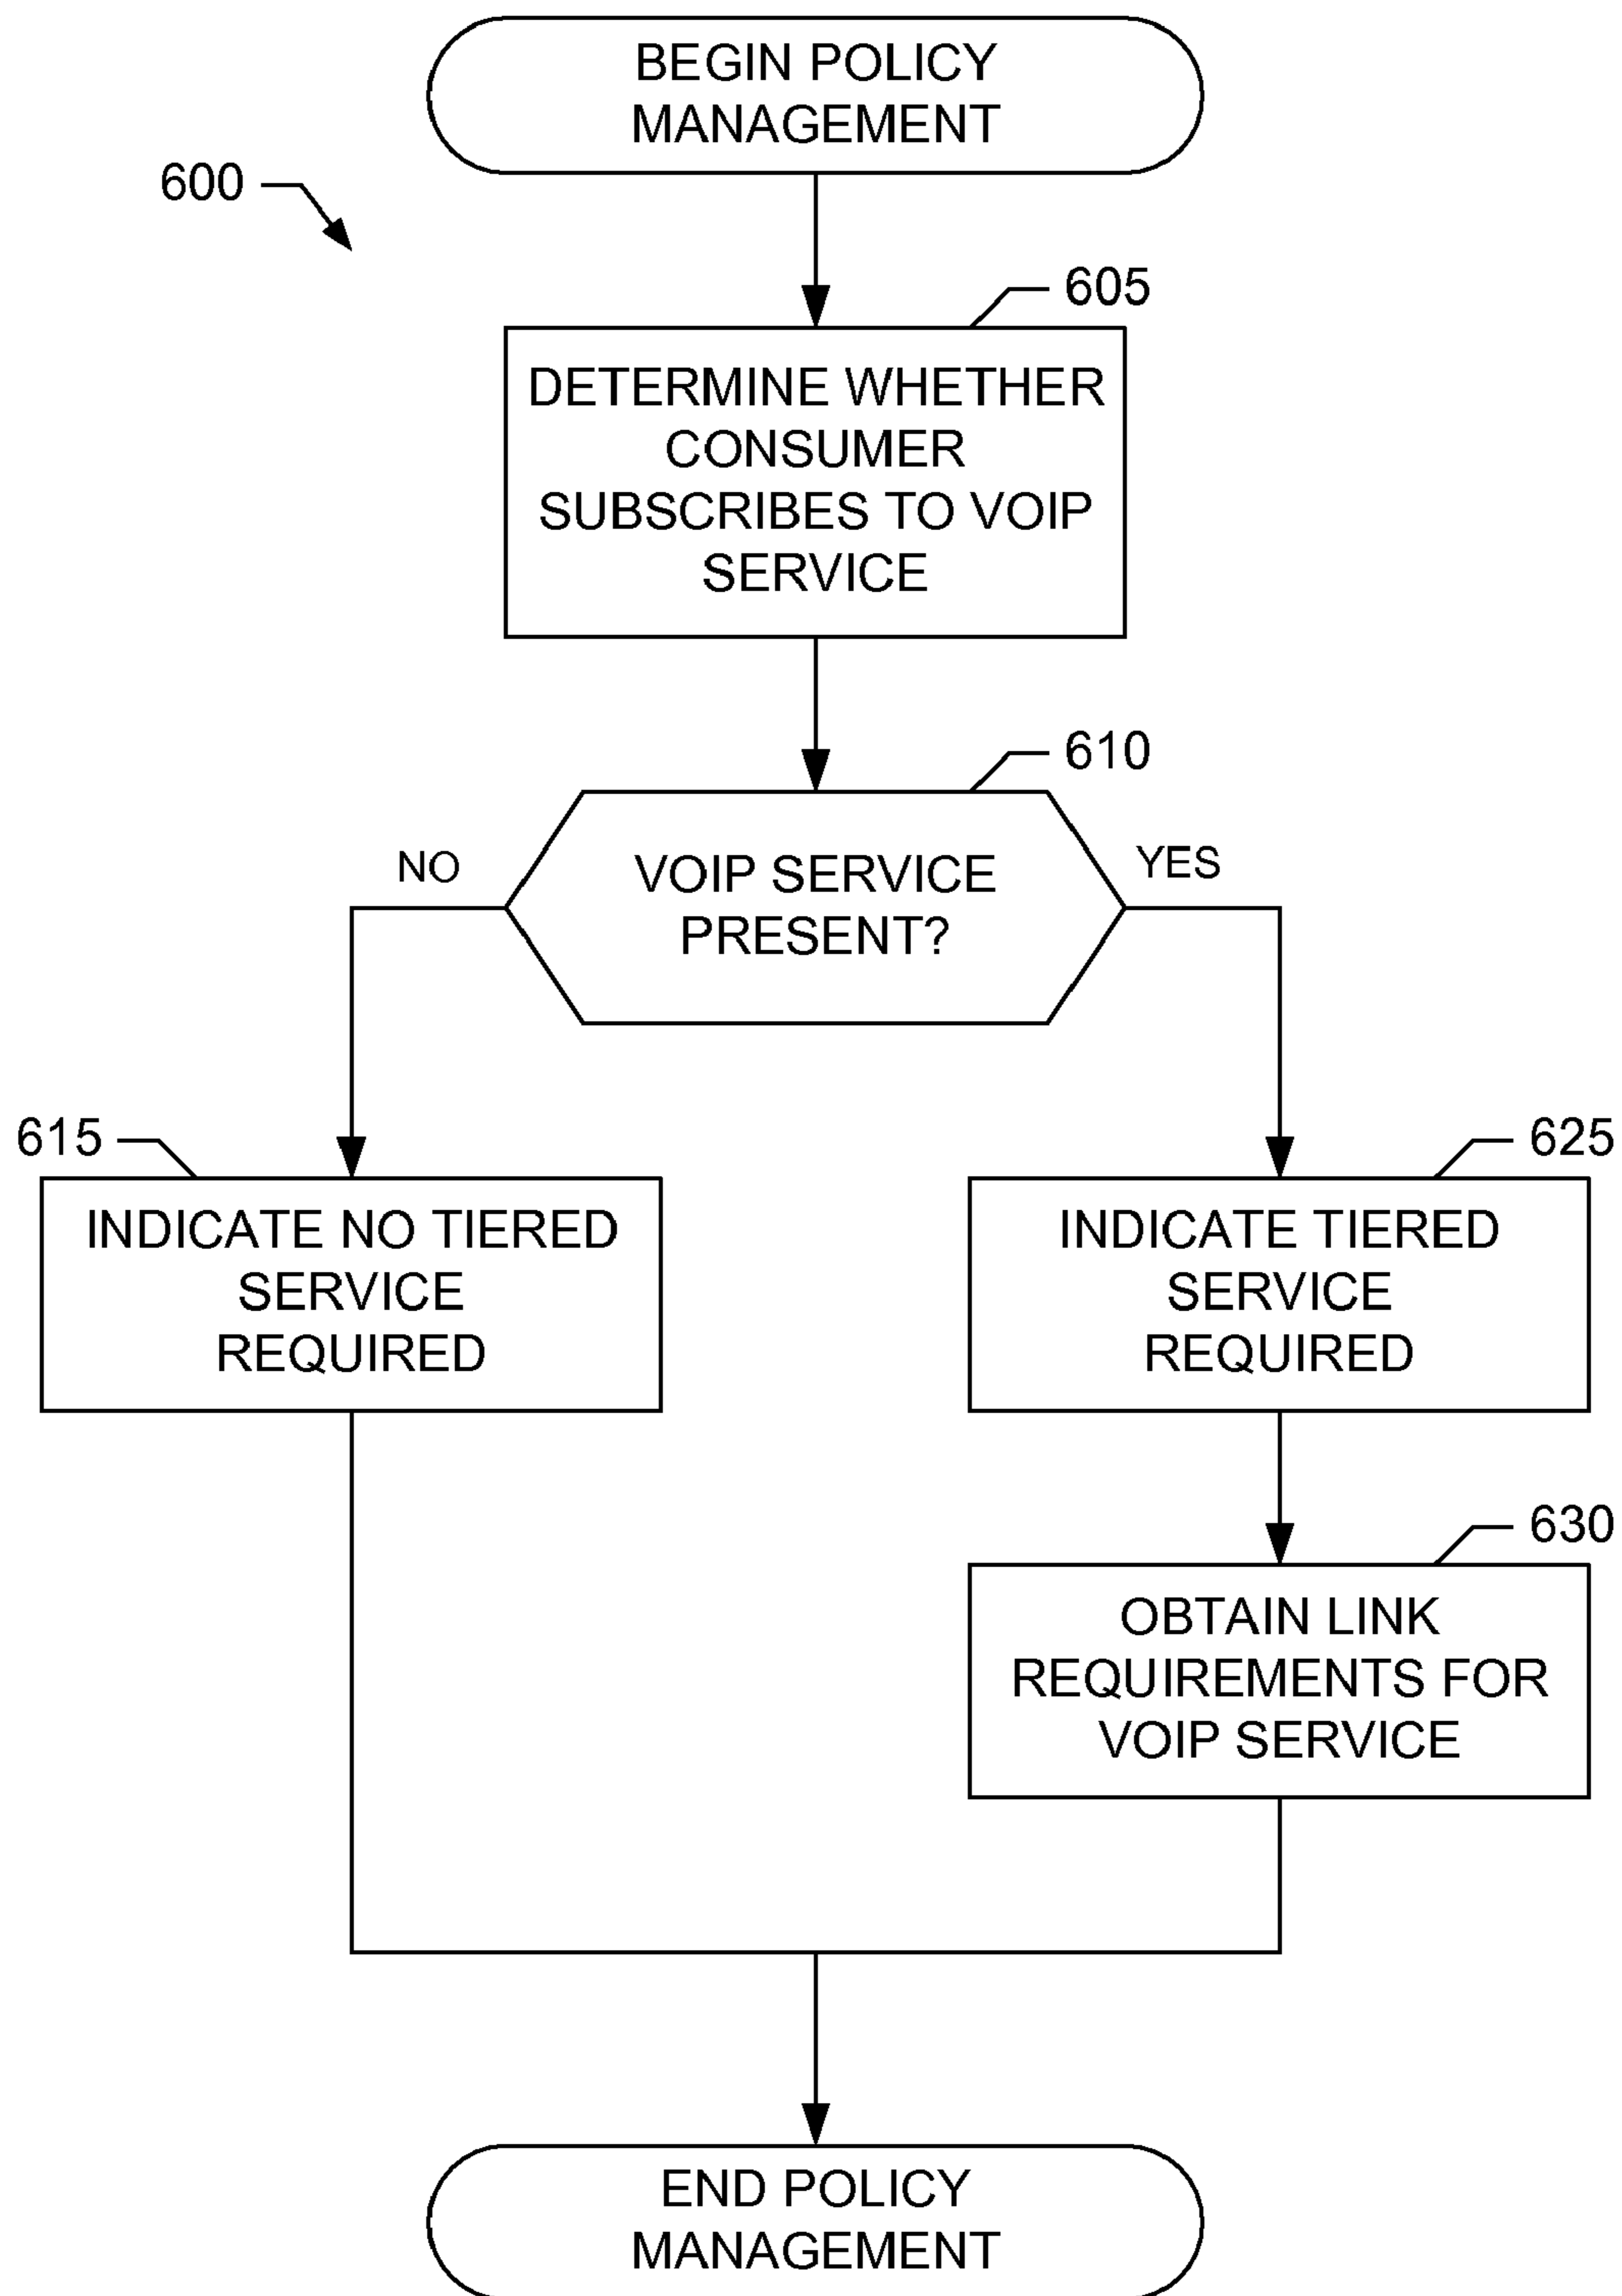 BEGIN POLICY
MANAGEMENT
600
605
DETERMINE WHETHER
CONSUMER
SUBSCRIBES TO VOIP
SERVICE
610
NO
VOIP SERVICE
PRESENT?
YES
615
INDICATE NO TIERED
SERVICE
REQUIRED
625
INDICATE TIERED
SERVICE
REQUIRED
630
OBTAIN LINK
REQUIREMENTS FOR
VOIP SERVICE
END POLICY
MANAGEMENT